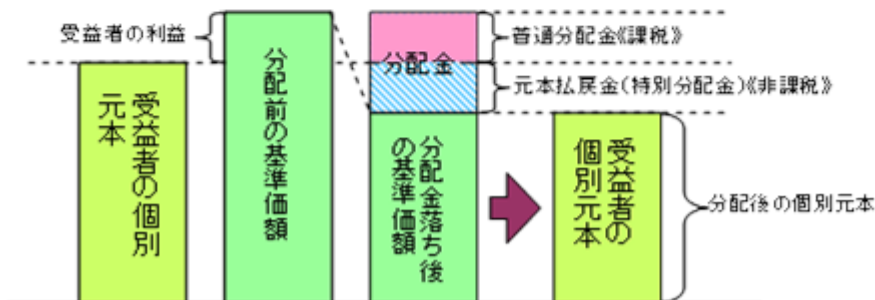 受益者の利益
受益者の個別
元本
分配前の基準価額
分配金
分配金落ち後
の基準価額
普通分配金《課税》
元本払戻金(特別分配金)《非課税》
受益者の
個別元本
分配後の個別元本